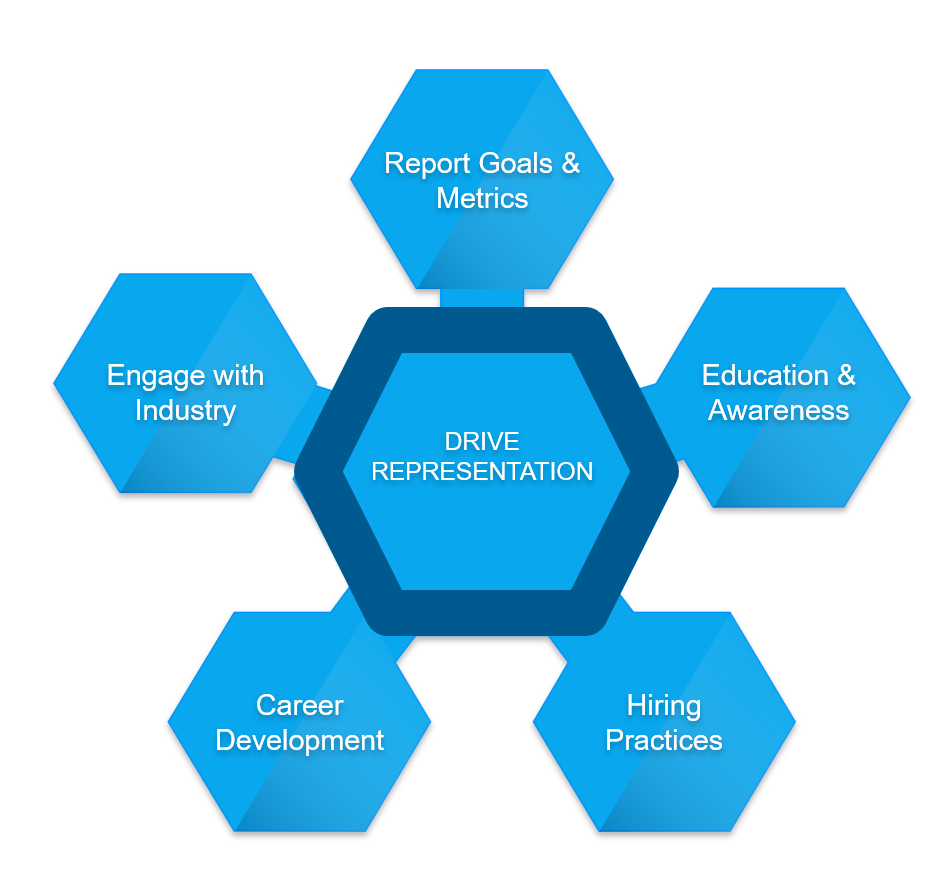 Report Goals &
Metrics
Engage with
Industry
Education &
Awareness
DRIVE
REPRESENTATION
Career
Development
Hiring
Practices